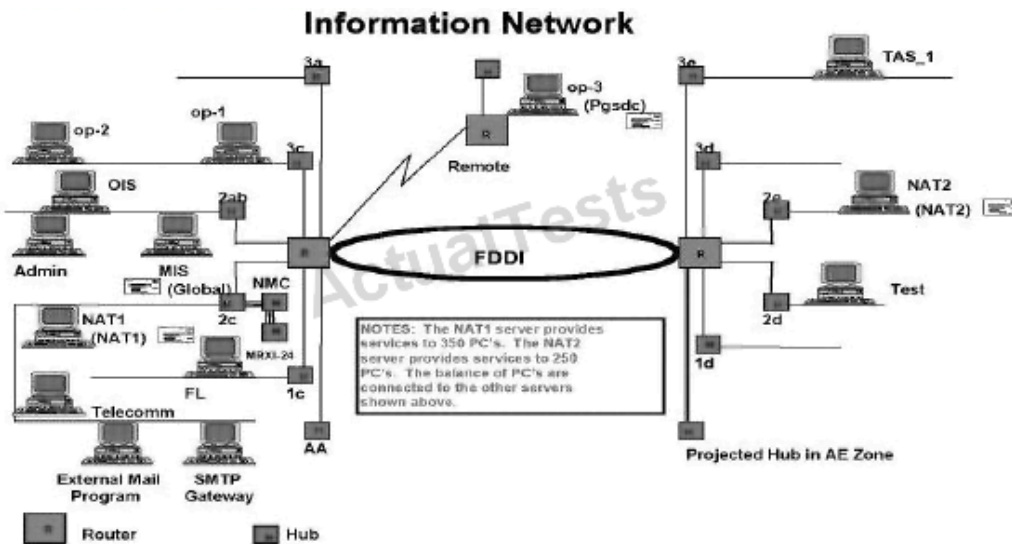 Information Network
3a
3e
TAS_1
op-3
(Pgsdc)
R
Remote
op-2
op-1
3c
3d
OIS
2ab
2e
NAT2
(NAT2)
Admin
MIS
(Global)
R
FDDI
R
ActualTests
Test
NMC
2c
2d
NAT1
(NAT1)
MRXI-24
NOTES: The NAT1 server provides
services to 350 PC's. The NAT2
server provides services to 250
PC's. The balance of PC's are
connected to the other servers
shown above.
1d
FL
1c
Telecomm
AA
Projected Hub in AE Zone
External Mail
Program
SMTP
Gateway
R
Router
Hub